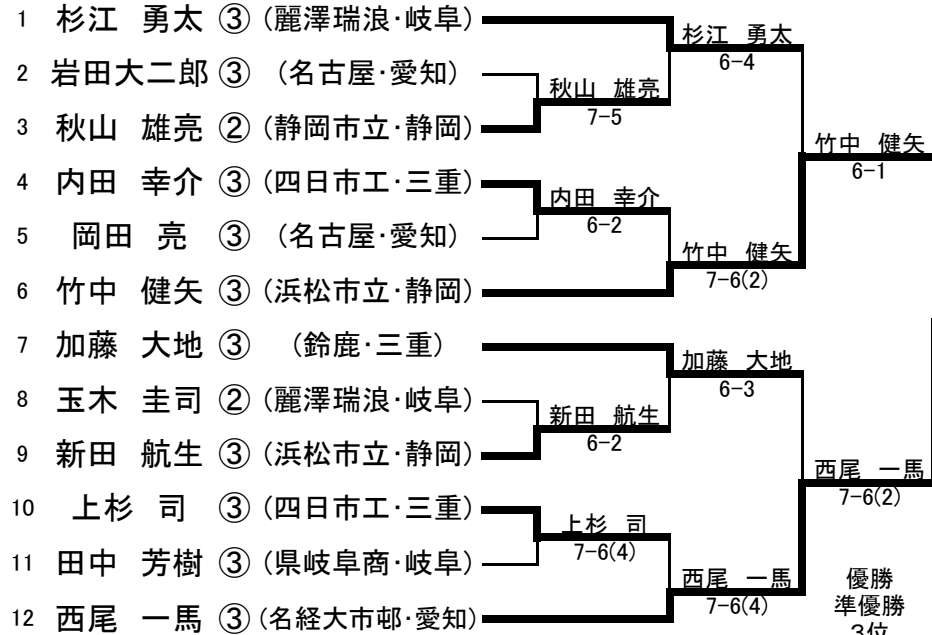 1 杉江 勇太 ③ (麗澤瑞浪･岐阜)
杉江 勇太
6-4
2 岩田大二郎 ③ (名古屋･愛知)
秋山 雄亮
7-5
3 秋山 雄亮 ② (静岡市立･静岡)
竹中 健矢
6-1
4 内田 幸介 ③ (四日市工･三重)
内田 幸介
6-2
5 岡田 亮 ③ (名古屋･愛知)
竹中 健矢
7-6(2)
6 竹中 健矢 ③ (浜松市立･静岡)
7 加藤 大地 ③ (鈴鹿･三重)
加藤 大地
6-3
8 玉木 圭司 ② (麗澤瑞浪･岐阜)
新田 航生
6-2
9 新田 航生 ③ (浜松市立･静岡)
西尾 一馬
7-6(2)
10 上杉 司 ③ (四日市工･三重)
上杉 司
7-6(4)
11 田中 芳樹 ③ (県岐阜商･岐阜)
西尾 一馬
7-6(4)
12 西尾 一馬 ③ (名経大市邨･愛知)
優勝
準優勝
3位